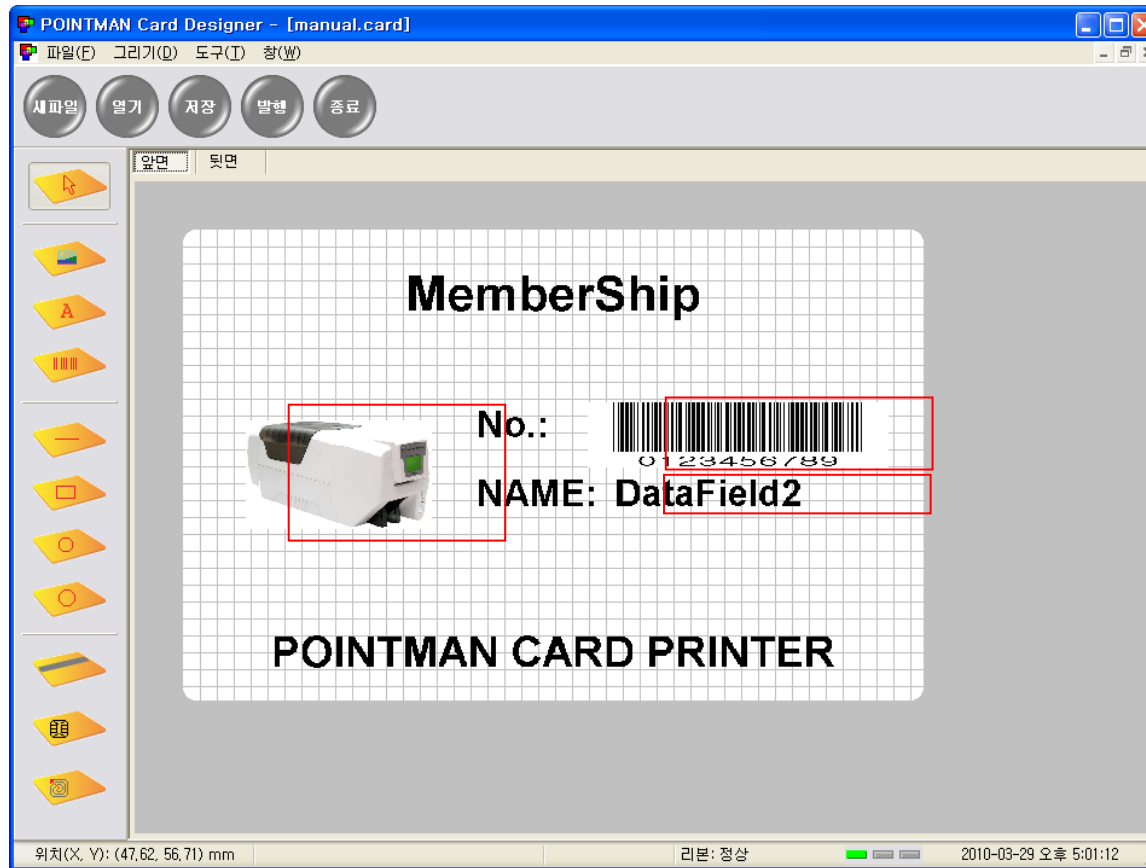 POINTMAN Card Designer - [manual.card]
파일(F) 그리기(D) 도구(T) 창(W)
새파일 열기 저장 발행 종료
앞면 뒷면
A
MemberShip
No.:
0123456789
NAME: DataField2
POINTMAN CARD PRINTER
위치(X, Y): (47,62, 56,71) mm 리본: 정상 2010-03-29 오후 5:01:12